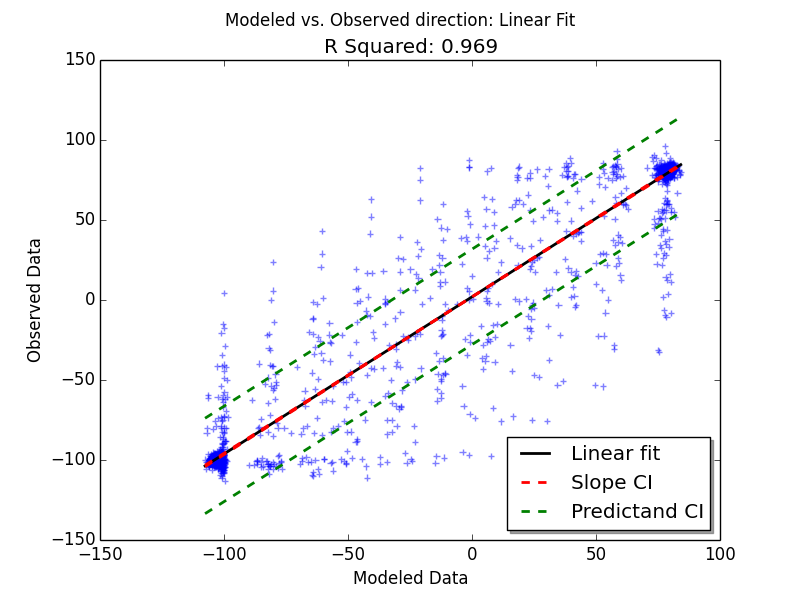 Modeled vs. Observed direction: Linear Fit
R Squared: 0.969
150
100
50
0
−50
−100
−150
Observed Data
Linear fit
Slope CI
Predictand CI
−150 −100 −50 0 50 100
Modeled Data